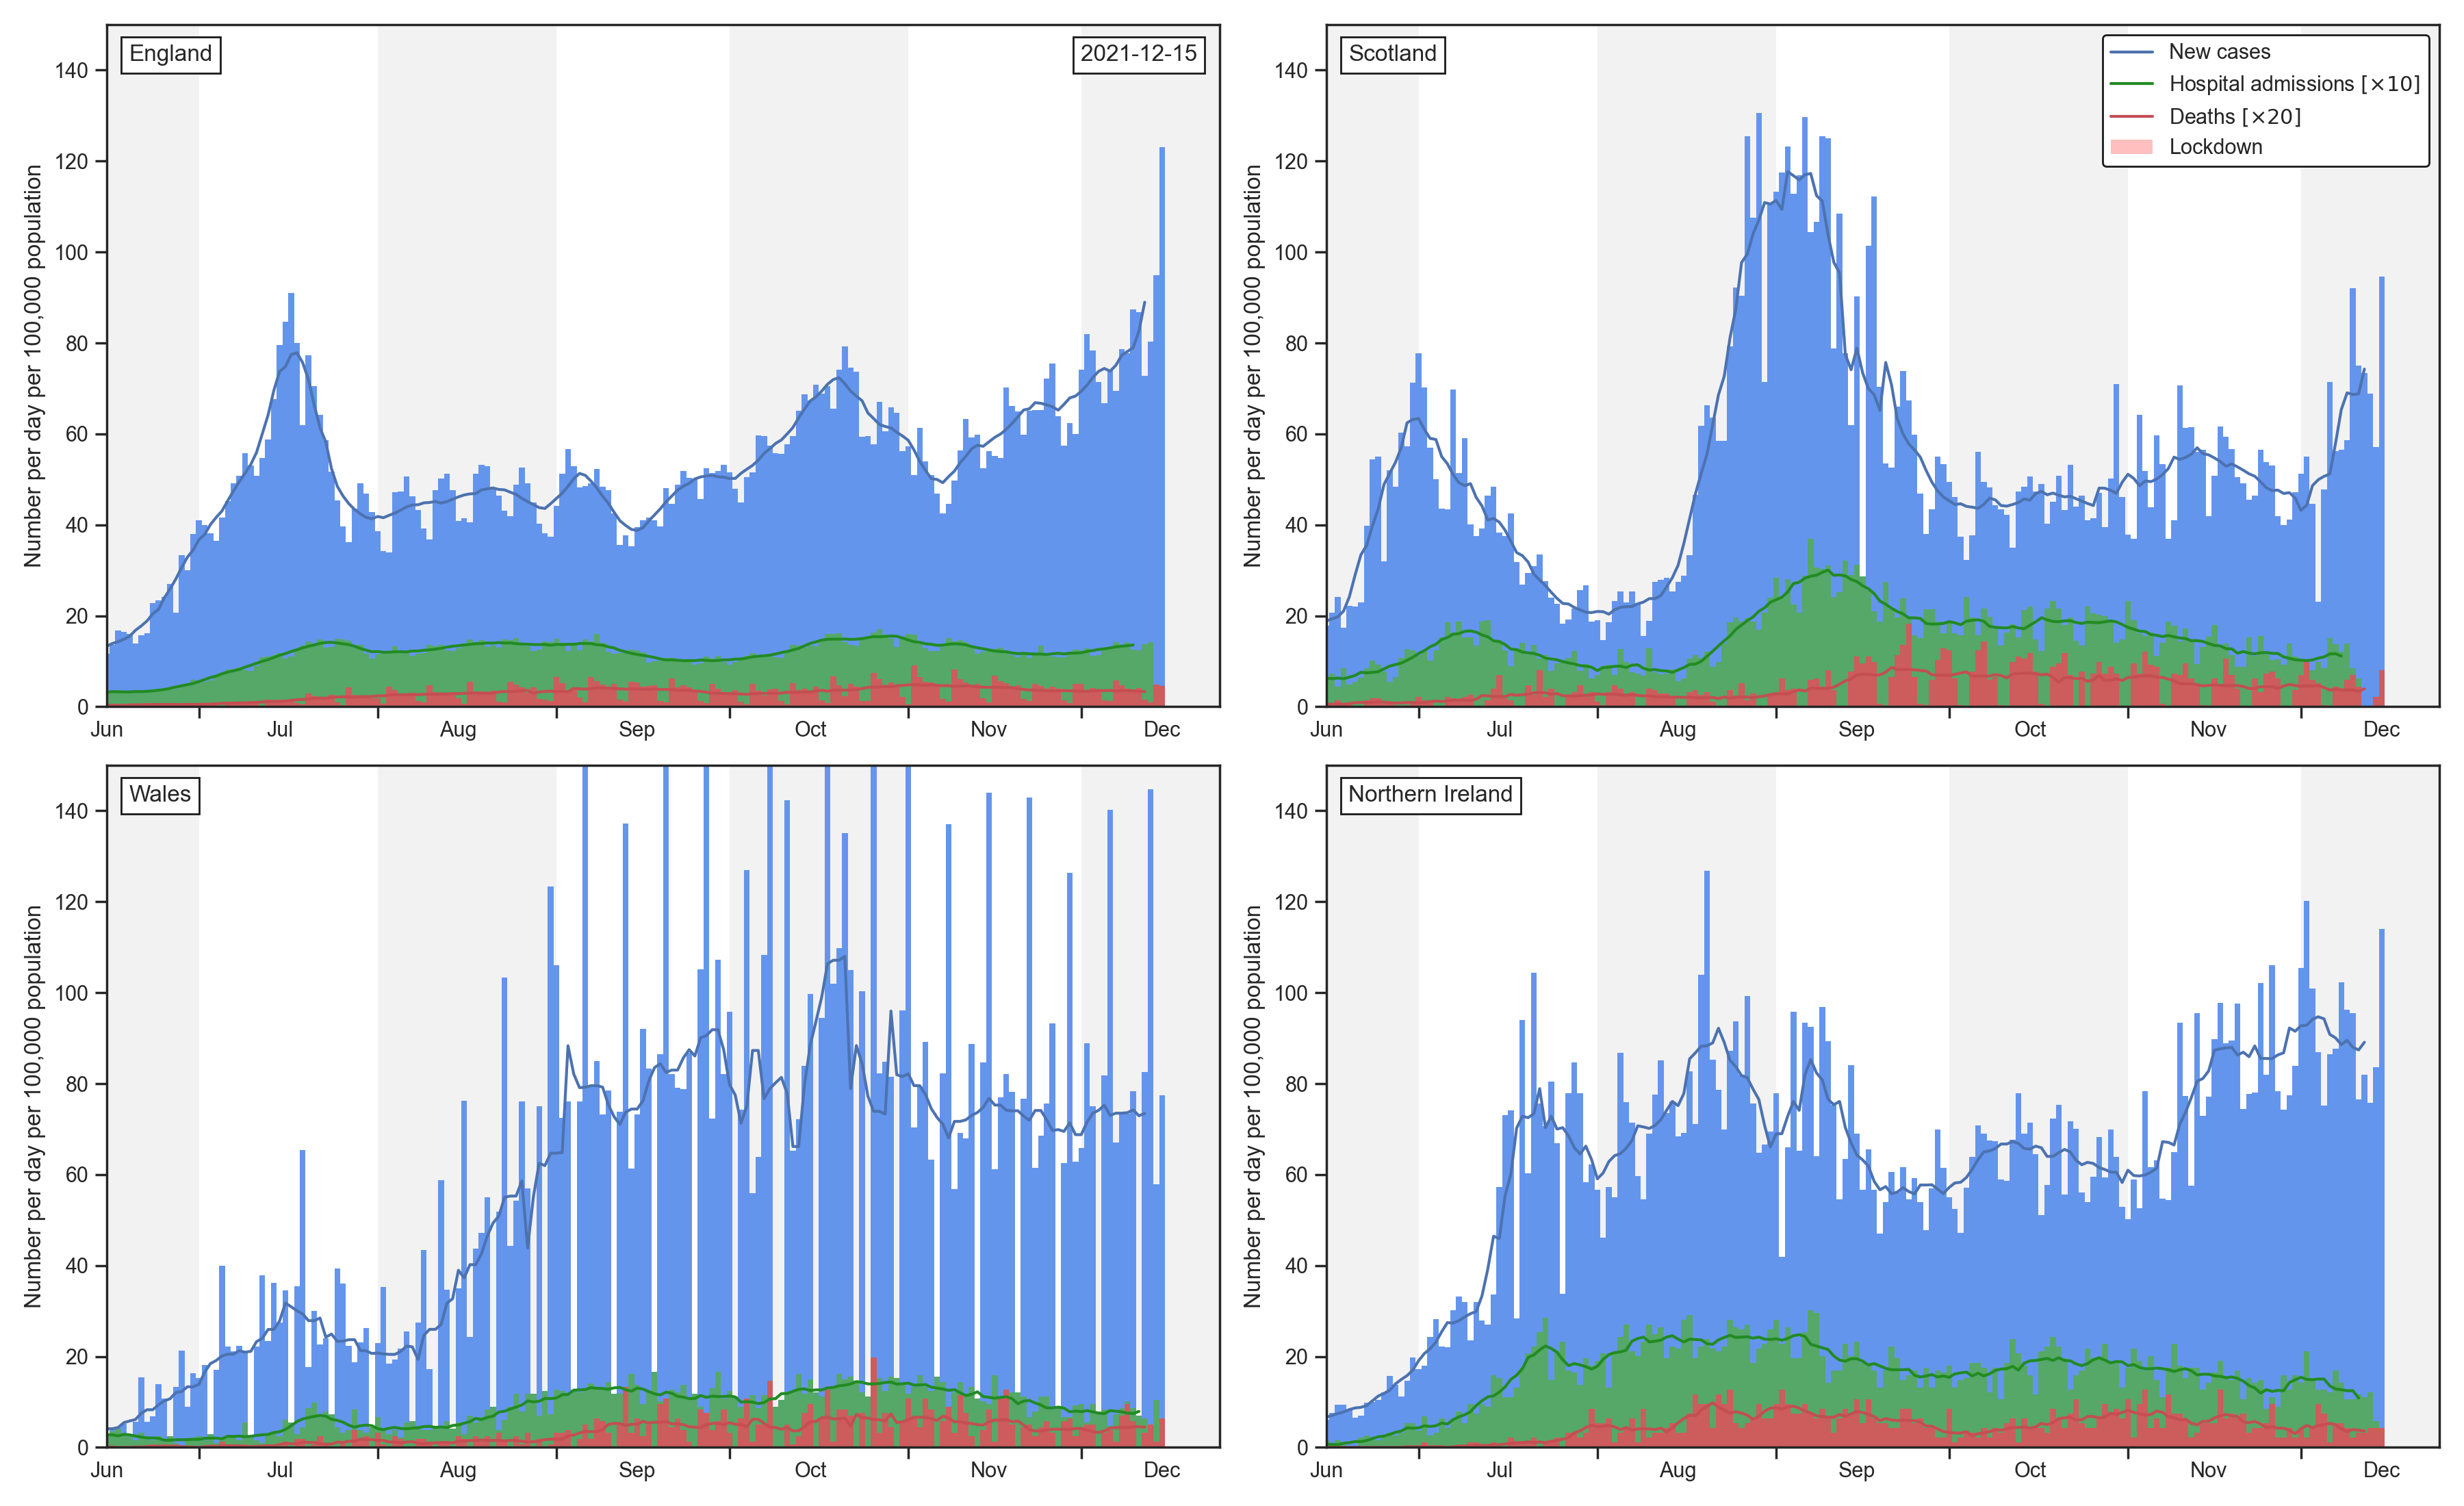 England
2021-12-15
Number per day per 100,000 population
140
120
100
80
60
40
20
0
Jun Jul Aug Sep Oct Nov Dec
Scotland
New cases
Hospital admissions [×10]
Deaths [×20]
Lockdown
Number per day per 100,000 population
140
120
100
80
60
40
20
0
Jun Jul Aug Sep Oct Nov Dec
Wales
Number per day per 100,000 population
140
120
100
80
60
40
20
0
Jun Jul Aug Sep Oct Nov Dec
Northern Ireland
Number per day per 100,000 population
140
120
100
80
60
40
20
0
Jun Jul Aug Sep Oct Nov Dec